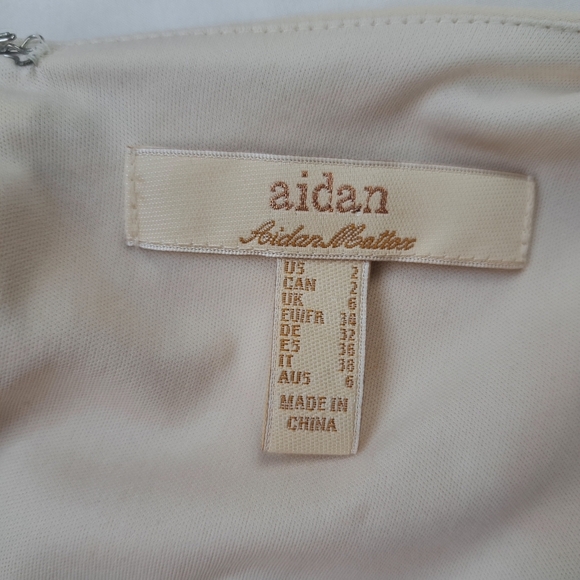 aidan
Aidan Mattox
US 2
CAN 2
UK 6
EU/FR 34
DE 32
ES 36
IT 38
AUS 6
MADE IN
CHINA